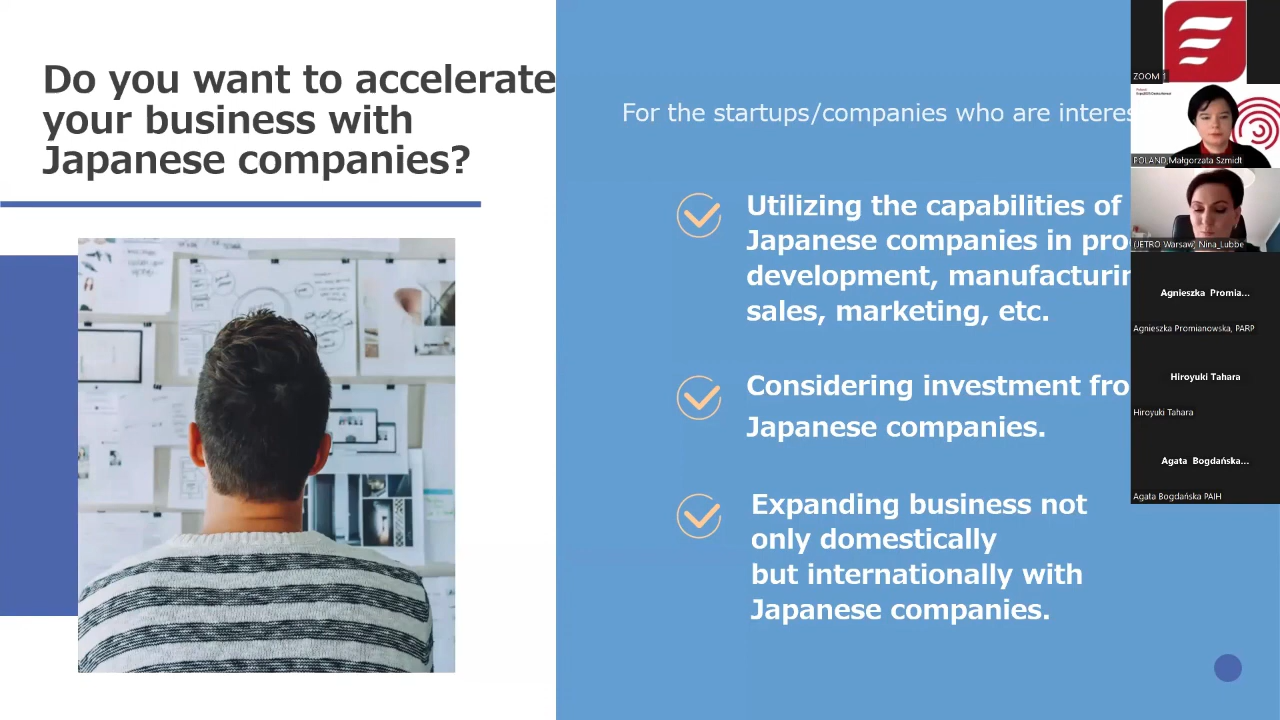 Do you want to accelerate
your business with
Japanese companies?
For the startups/companies who are interes
Utilizing the capabilities of
Japanese companies in pro
development, manufacturin
sales, marketing, etc.
Considering investment fro
Japanese companies.
Expanding business not
only domestically
but internationally with
Japanese companies.
ZOOM 1
POLAND,Małgorzata Szmidt
(JETRO Warsaw)_Nina_Lubbe
Agnieszka Promia...
Agnieszka Promianowska, PARP
Hiroyuki Tahara
Hiroyuki Tahara
Agata Bogdańska...
Agata Bogdańska PAIH